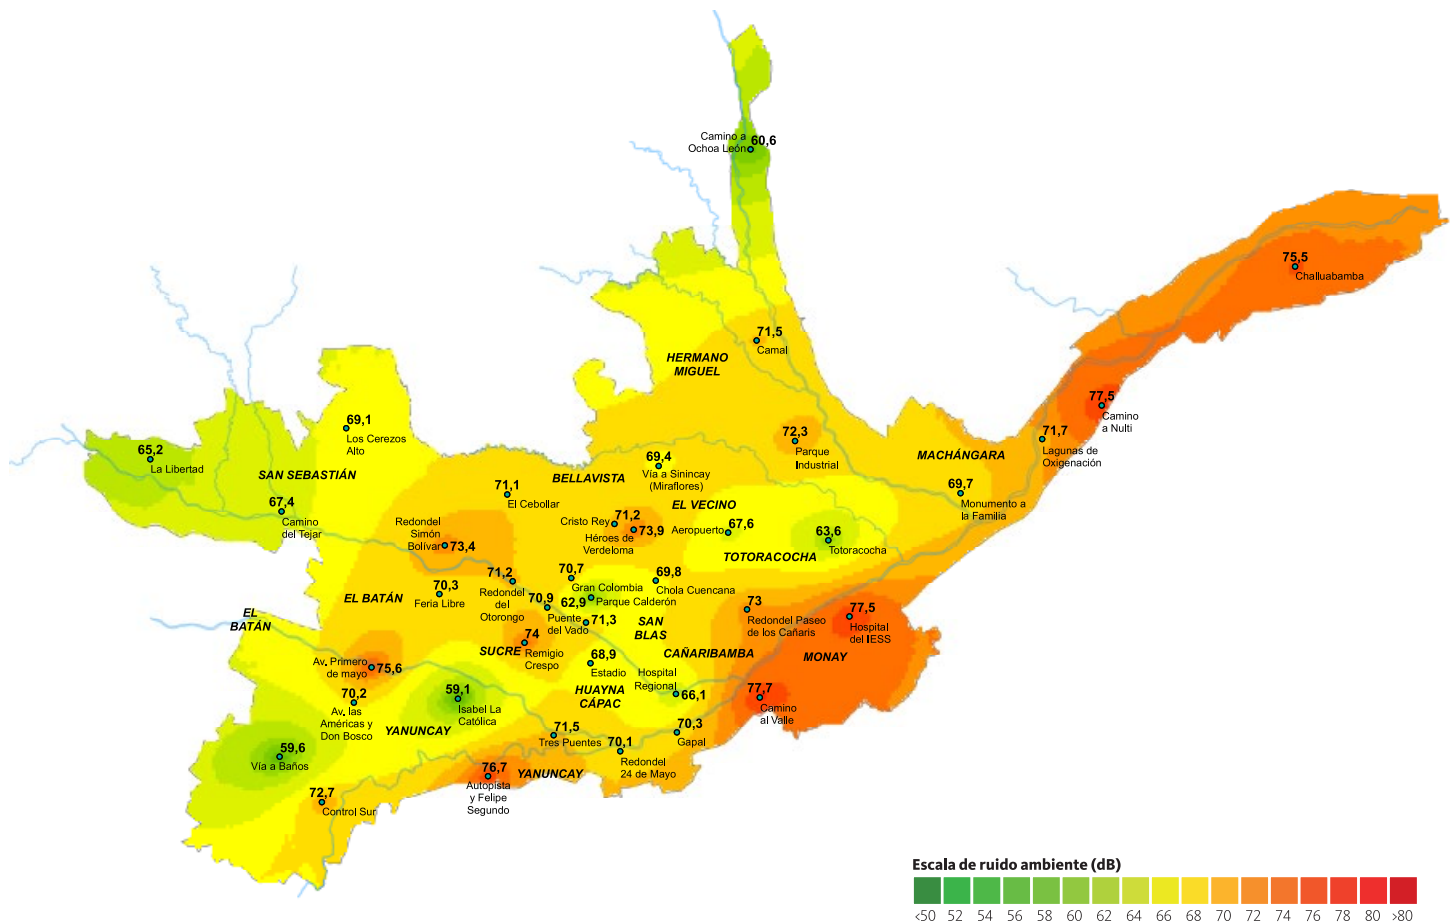 Camino a
Ochoa León
60,6
75,5
Challuabamba
71,5
Camal
HERMANO
MIGUEL
77,5
Camino
a Nulti
69,1
Los Cerezos
Alto
65,2
La Libertad
SAN SEBASTIÁN
72,3
Parque
Industrial
71,7
Lagunas de
Oxigenación
MACHÁNGARA
69,4
Vía a Sinincay
(Miraflores)
BELLAVISTA
71,1
El Cebollar
69,7
Monumento a
la Familia
67,4
Camino
del Tejar
EL VECINO
Redondel
Simón
Bolívar
73,4
Cristo Rey
71,2
73,9
Héroes de
Verdeloma
Aeropuerto
67,6
63,6
Totoracocha
TOTORACOCHA
71,2
Redondel
del
Otorongo
70,7
Gran Colombia
69,8
Chola Cuencana
70,3
Feria Libre
EL BATÁN
62,9
Parque Calderón
70,9
Puente
del Vado
71,3
73
Redondel Paseo
de los Cañaris
77,5
Hospital
del IESS
EL
BATÁN
SAN
BLAS
74
Remigio
Crespo
SUCRE
CAÑARIBAMBA
MONAY
Av. Primero
de mayo
75,6
68,9
Estadio
Hospital
Regional
66,1
59,1
Isabel La
Católica
HUAYNA
CÁPAC
77,7
Camino
al Valle
70,2
Av. las
Américas y
Don Bosco
YANUNCAY
71,5
Tres Puentes
70,3
Gapal
70,1
Redondel
24 de Mayo
59,6
Vía a Baños
76,7
Autopista
y Felipe
Segundo
YANUNCAY
72,7
Control Sur
Escala de ruido ambiente (dB)
<50 52 54 56 58 60 62 64 66 68 70 72 74 76 78 80 >80